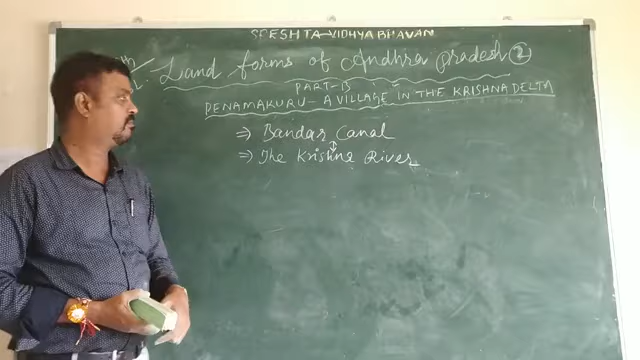 SRESHTA-VIDHYA BHAVAN
Land forms of Andhra Pradesh 2
PART-B
PENAMAKURU - A VILLAGE IN THE KRISHNA DELTA
⇒ Bandar Canal
⇒ The Krishna River